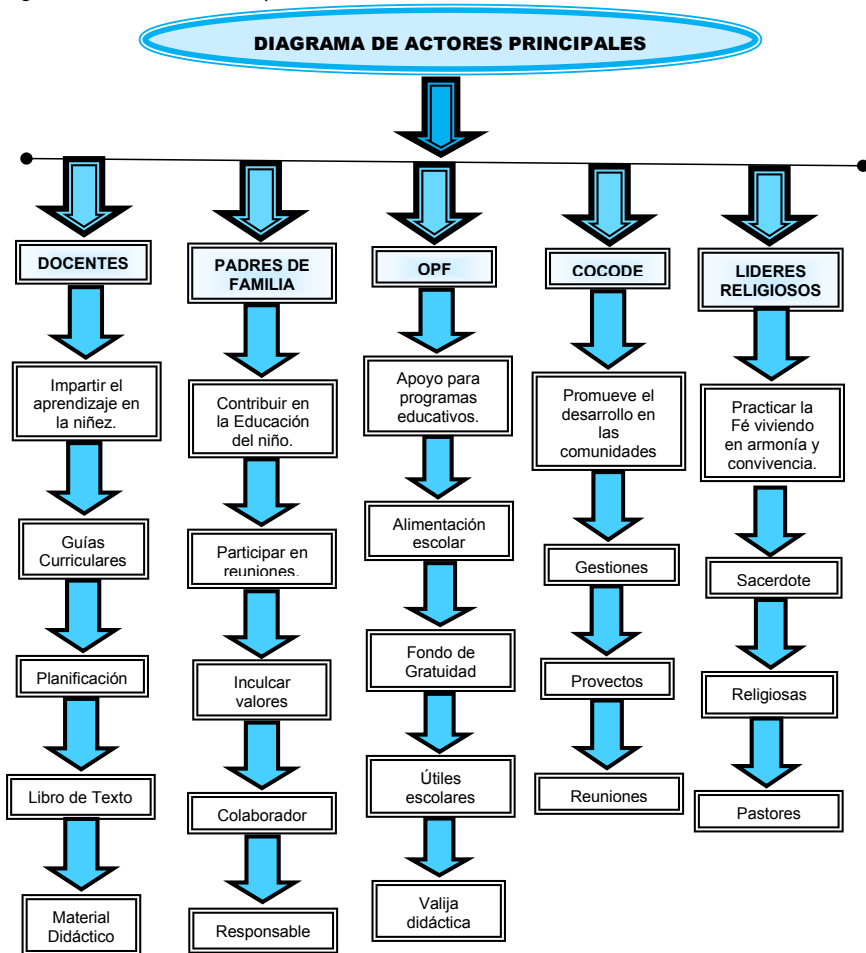 DIAGRAMA DE ACTORES PRINCIPALES
DOCENTES
Impartir el
aprendizaje en
la niñez.
Guías
Curriculares
Planificación
Libro de Texto
Material
Didáctico
PADRES DE
FAMILIA
Contribuir en
la Educación
del niño.
Participar en
reuniones.
Inculcar
valores
Colaborador
Responsable
OPF
Apoyo para
programas
educativos.
Alimentación
escolar
Fondo de
Gratuidad
Útiles
escolares
Valija
didáctica
COCODE
Promueve el
desarrollo en
las
comunidades
Gestiones
Proyectos
Reuniones
LIDERES
RELIGIOSOS
Practicar la
Fé viviendo
en armonía y
convivencia.
Sacerdote
Religiosas
Pastores